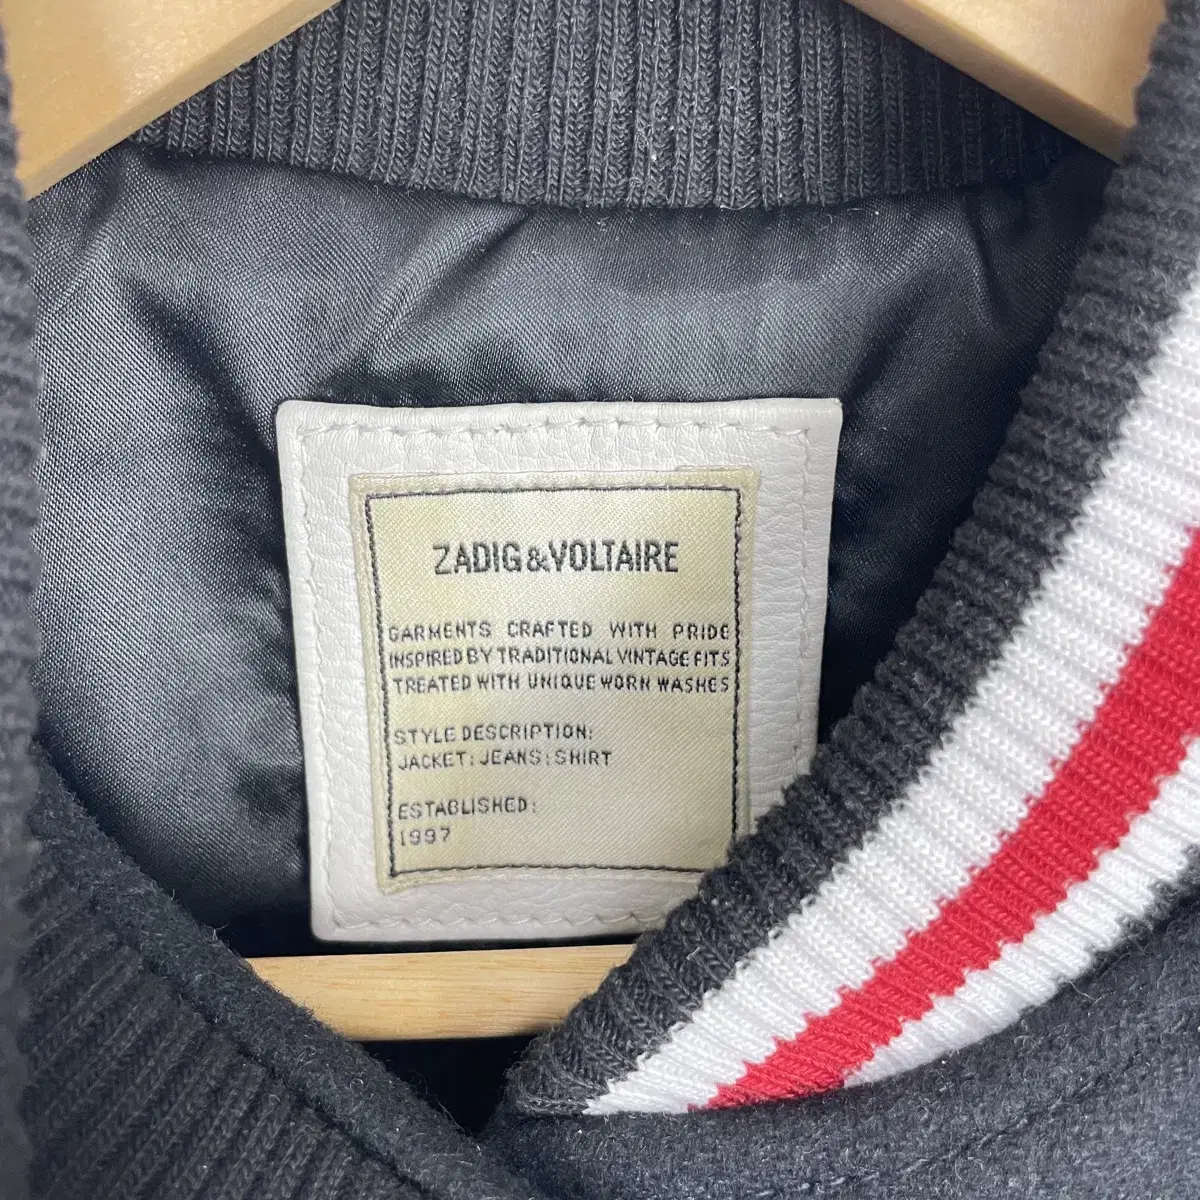 ZADIG&VOLTAIRE
GARMENTS CRAFTED WITH PRIDE
INSPIRED BY TRADITIONAL VINTAGE FITS
TREATED WITH UNIQUE WORN WASHES
STYLE DESCRIPTION:
JACKET: JEANS: SHIRT
ESTABLISHED:
1997